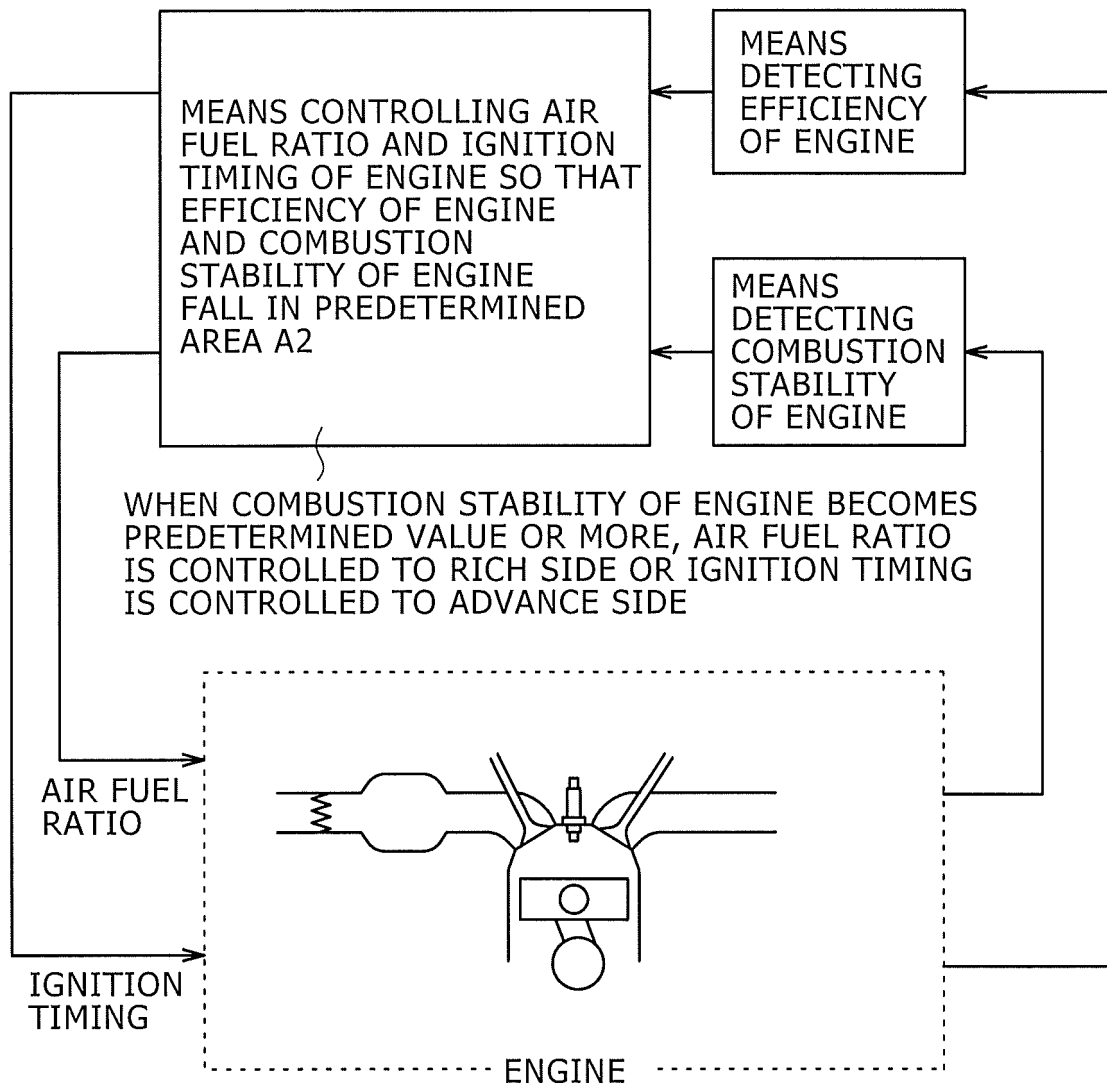 MEANS CONTROLLING AIR
FUEL RATIO AND IGNITION
TIMING OF ENGINE SO THAT
EFFICIENCY OF ENGINE
AND COMBUSTION
STABILITY OF ENGINE
FALL IN PREDETERMINED
AREA A2
MEANS
DETECTING
EFFICIENCY
OF ENGINE
MEANS
DETECTING
COMBUSTION
STABILITY
OF ENGINE
WHEN COMBUSTION STABILITY OF ENGINE BECOMES
PREDETERMINED VALUE OR MORE, AIR FUEL RATIO
IS CONTROLLED TO RICH SIDE OR IGNITION TIMING
IS CONTROLLED TO ADVANCE SIDE
AIR FUEL
RATIO
IGNITION
TIMING
ENGINE